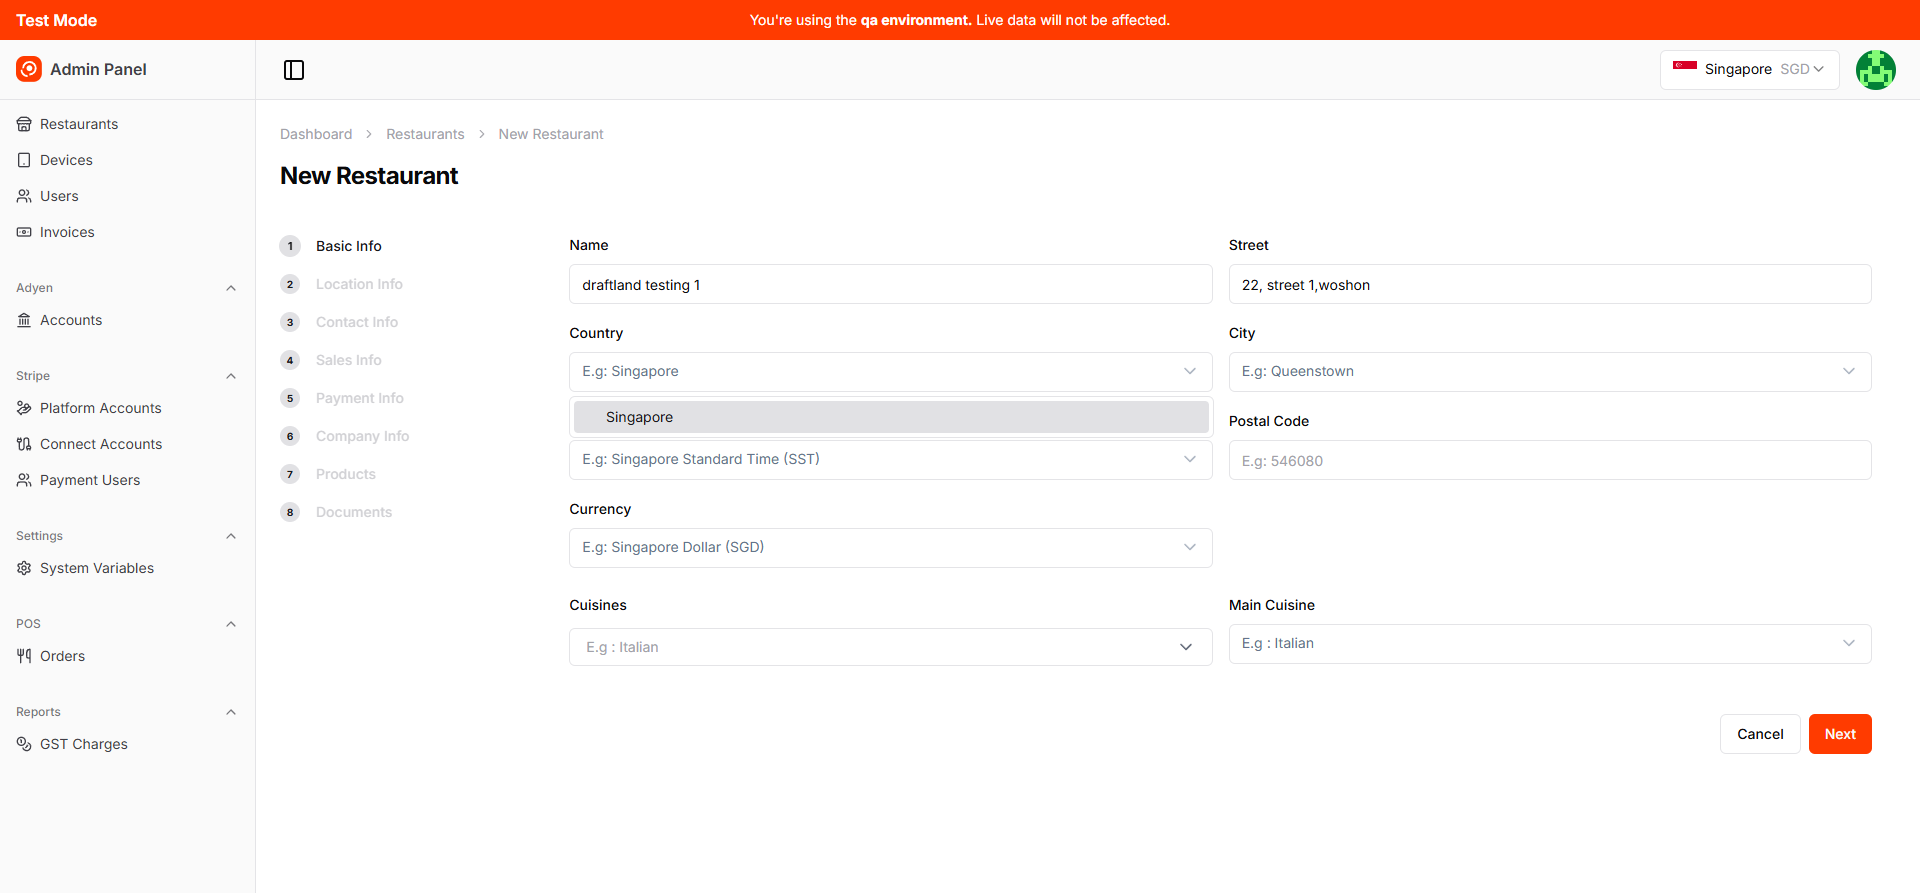 Test Mode
You're using the qa environment. Live data will not be affected.
Admin Panel
Singapore SGD
Restaurants
Devices
Users
Invoices
Adyen
Accounts
Stripe
Platform Accounts
Connect Accounts
Payment Users
Settings
System Variables
POS
Orders
Reports
GST Charges
Dashboard > Restaurants > New Restaurant
New Restaurant
1 Basic Info
2 Location Info
3 Contact Info
4 Sales Info
5 Payment Info
6 Company Info
7 Products
8 Documents
Name
draftland testing 1
Street
22, street 1,woshon
Country
E.g: Singapore
City
E.g: Queenstown
Singapore
Postal Code
E.g: Singapore Standard Time (SST)
E.g: 546080
Currency
E.g: Singapore Dollar (SGD)
Cuisines
E.g : Italian
Main Cuisine
E.g : Italian
Cancel
Next